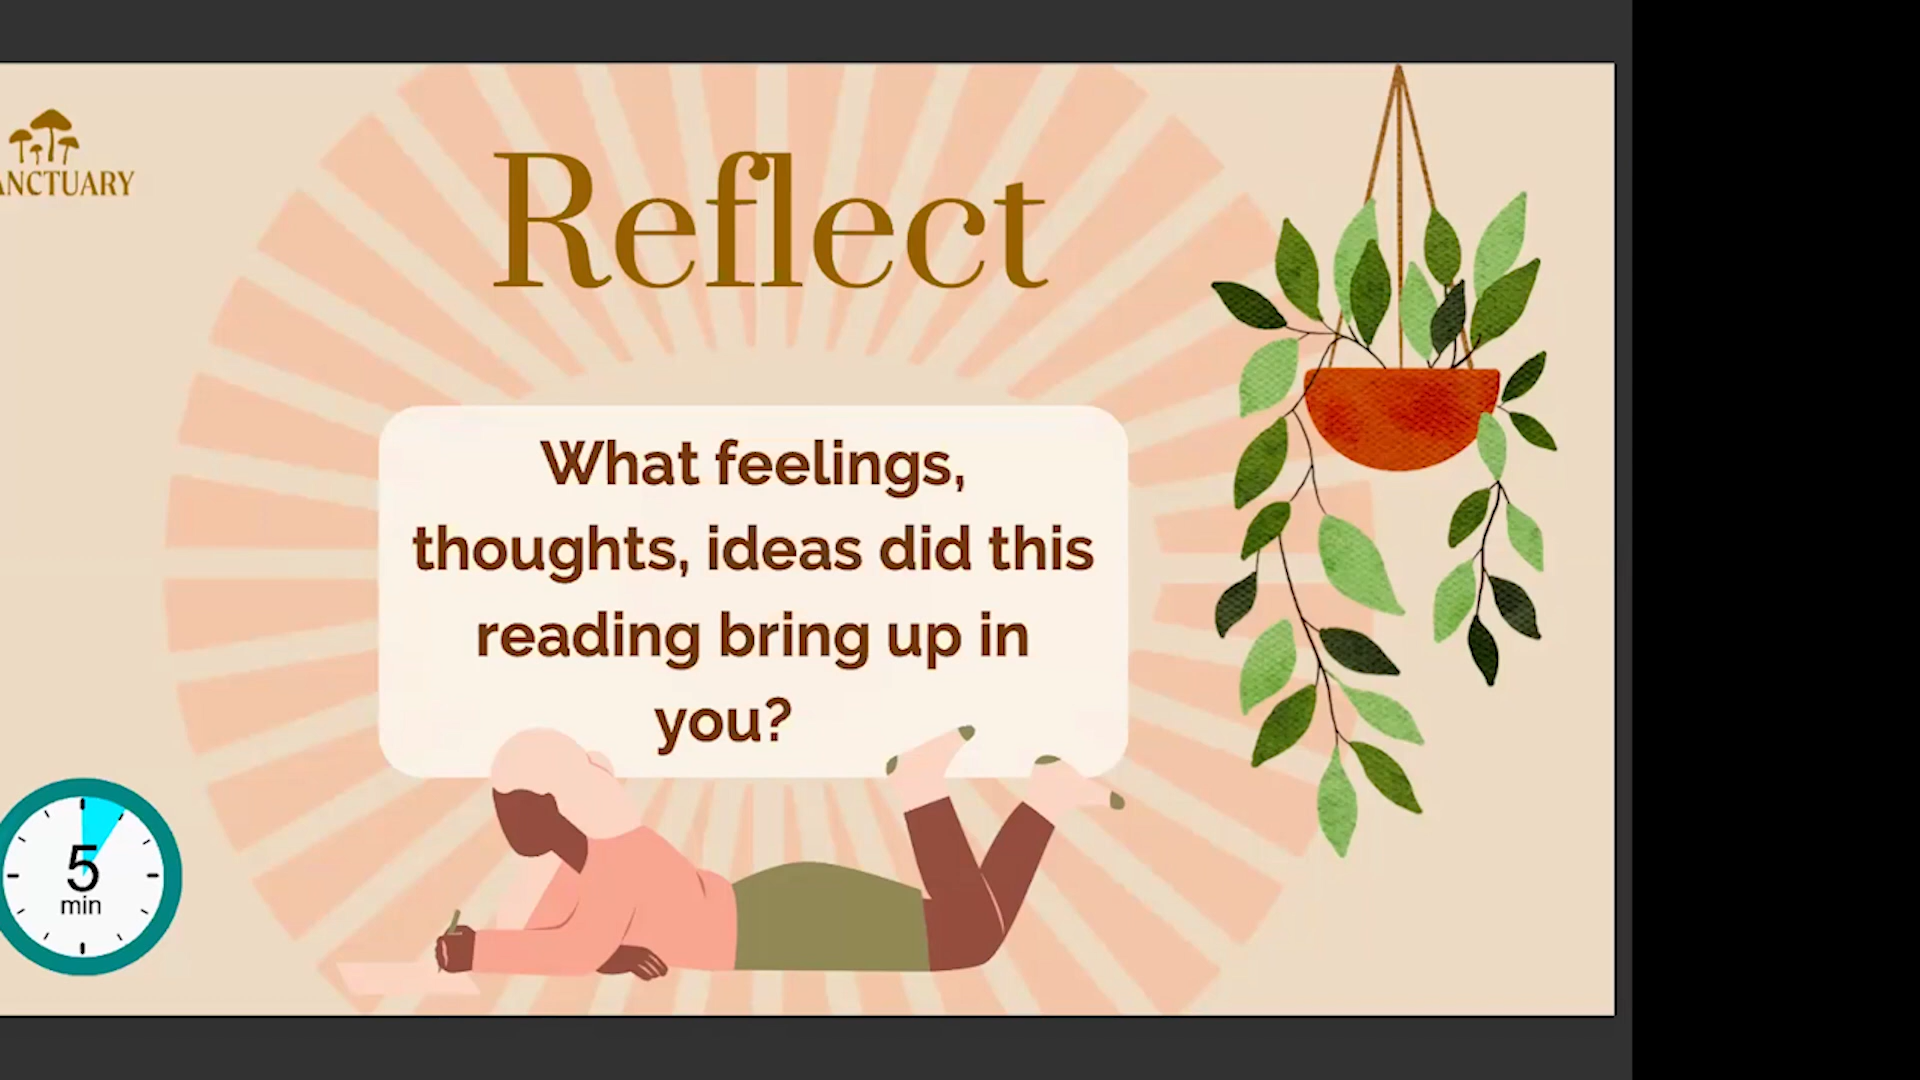 ANCTUARY
Reflect
What feelings,
thoughts, ideas did this
reading bring up in
you?
5
min